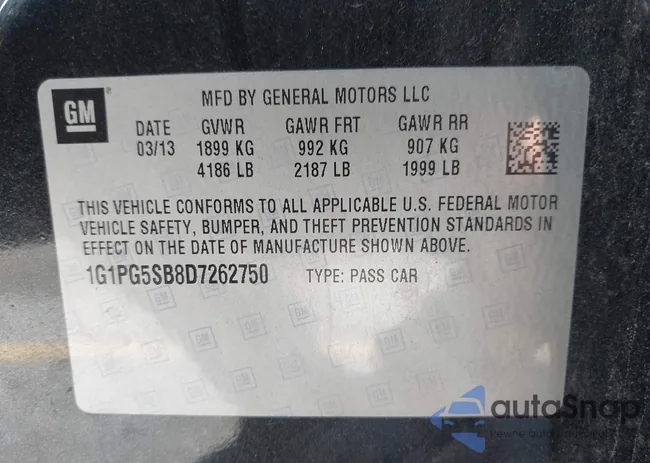 GM
MFD BY GENERAL MOTORS LLC
DATE GVWR GAWR FRT GAWR RR
03/13 1899 KG 992 KG 907 KG
4186 LB 2187 LB 1999 LB
THIS VEHICLE CONFORMS TO ALL APPLICABLE U.S. FEDERAL MOTOR
VEHICLE SAFETY, BUMPER, AND THEFT PREVENTION STANDARDS IN
EFFECT ON THE DATE OF MANUFACTURE SHOWN ABOVE.
1G1PG5SB8D7262750 TYPE: PASS CAR
autoSnap